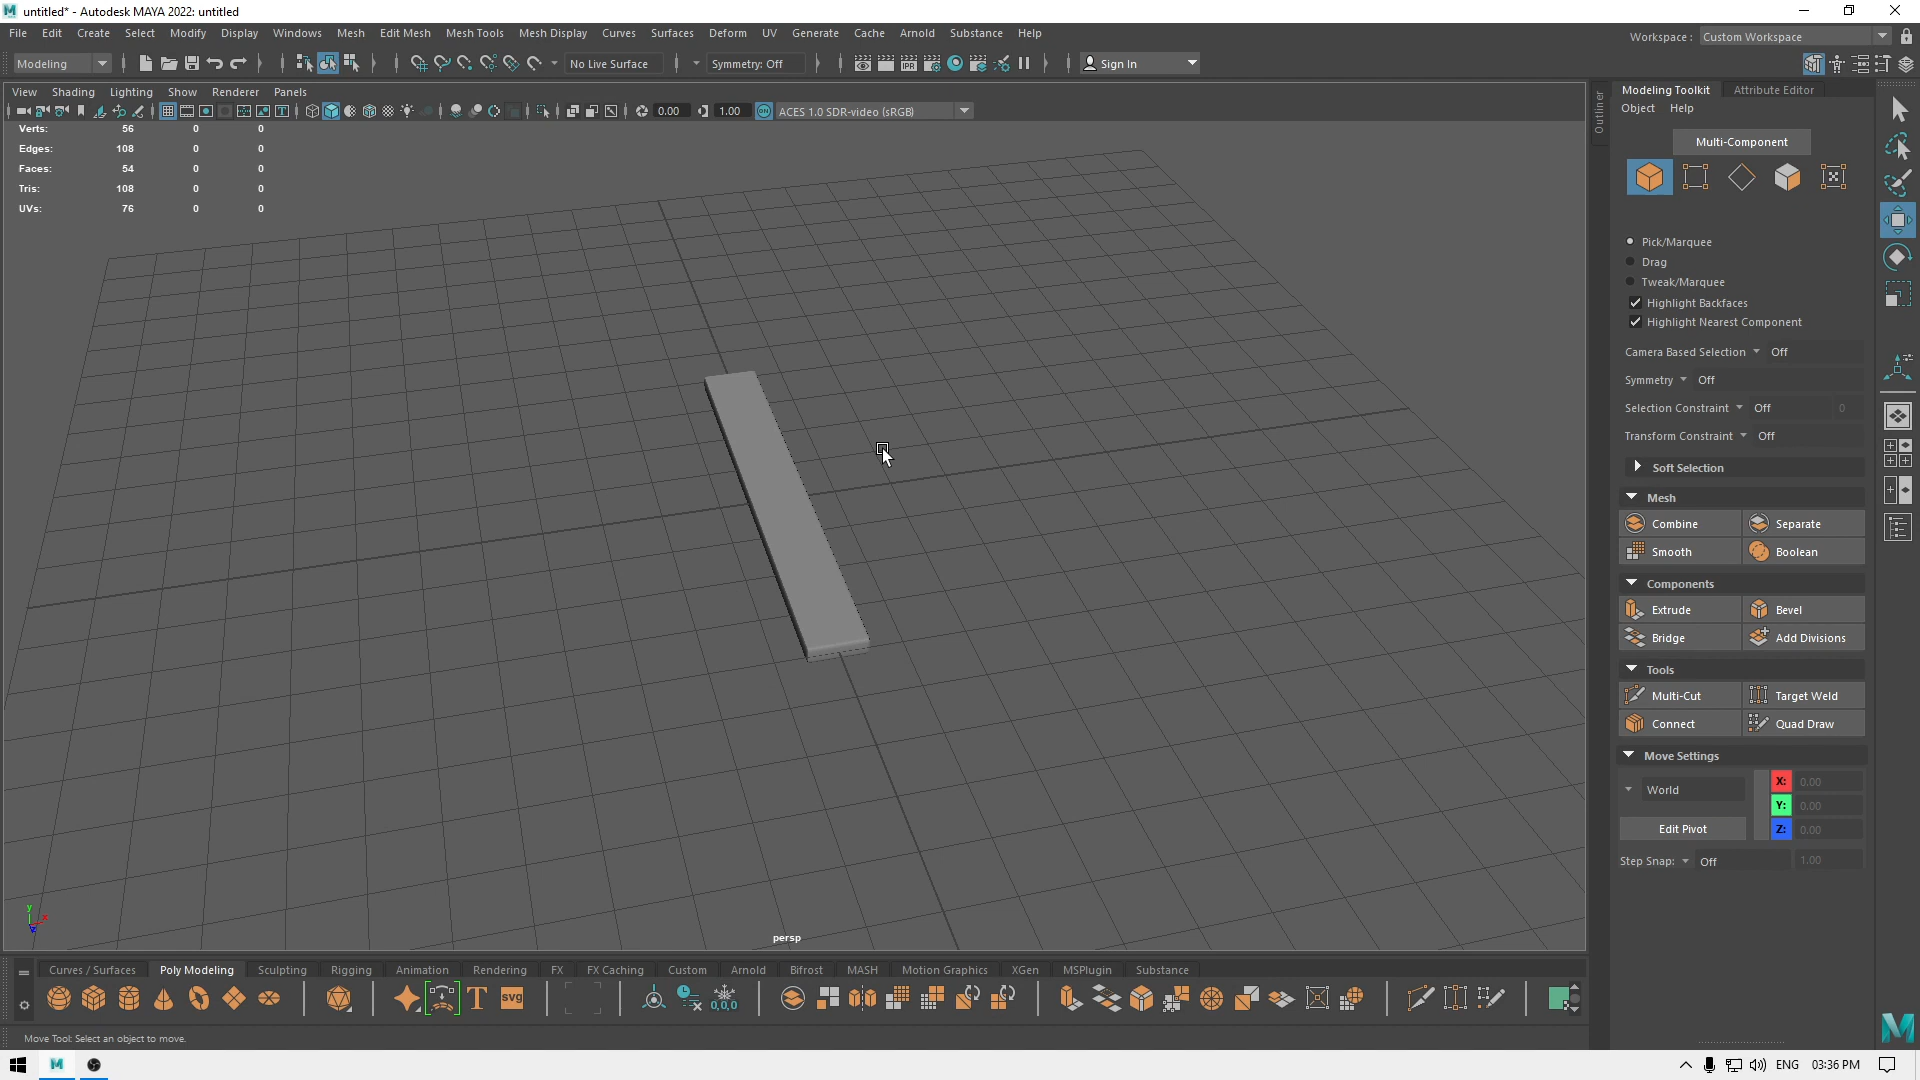 untitled* - Autodesk MAYA 2022: untitled
File Edit Create Select Modify Display Windows Mesh Edit Mesh Mesh Tools Mesh Display Curves Surfaces Deform UV Generate Cache Arnold Substance Help
Workspace : Custom Workspace
Modeling No Live Surface Symmetry: Off IPR Sign In
View Shading Lighting Show Renderer Panels
0.00 1.00 ON ACES 1.0 SDR-video (sRGB)
Verts: 56 0 0
Edges: 108 0 0
Faces: 54 0 0
Tris: 108 0 0
UVs: 76 0 0
y
x
z
persp
Outliner
Modeling Toolkit Attribute Editor
Object Help
Multi-Component
Pick/Marquee
Drag
Tweak/Marquee
Highlight Backfaces
Highlight Nearest Component
Camera Based Selection Off
Symmetry Off
Selection Constraint Off 0
Transform Constraint Off
Soft Selection
Mesh
Combine Separate
Smooth Boolean
Components
Extrude Bevel
Bridge Add Divisions
Tools
Multi-Cut Target Weld
Connect Quad Draw
Move Settings
World X: 0.00
Y: 0.00
Edit Pivot Z: 0.00
Step Snap: Off 1.00
Curves / Surfaces Poly Modeling Sculpting Rigging Animation Rendering FX FX Caching Custom Arnold Bifrost MASH Motion Graphics XGen MSPlugin Substance
T svg 0,0,0
Move Tool: Select an object to move.
M
M ENG 03:36 PM